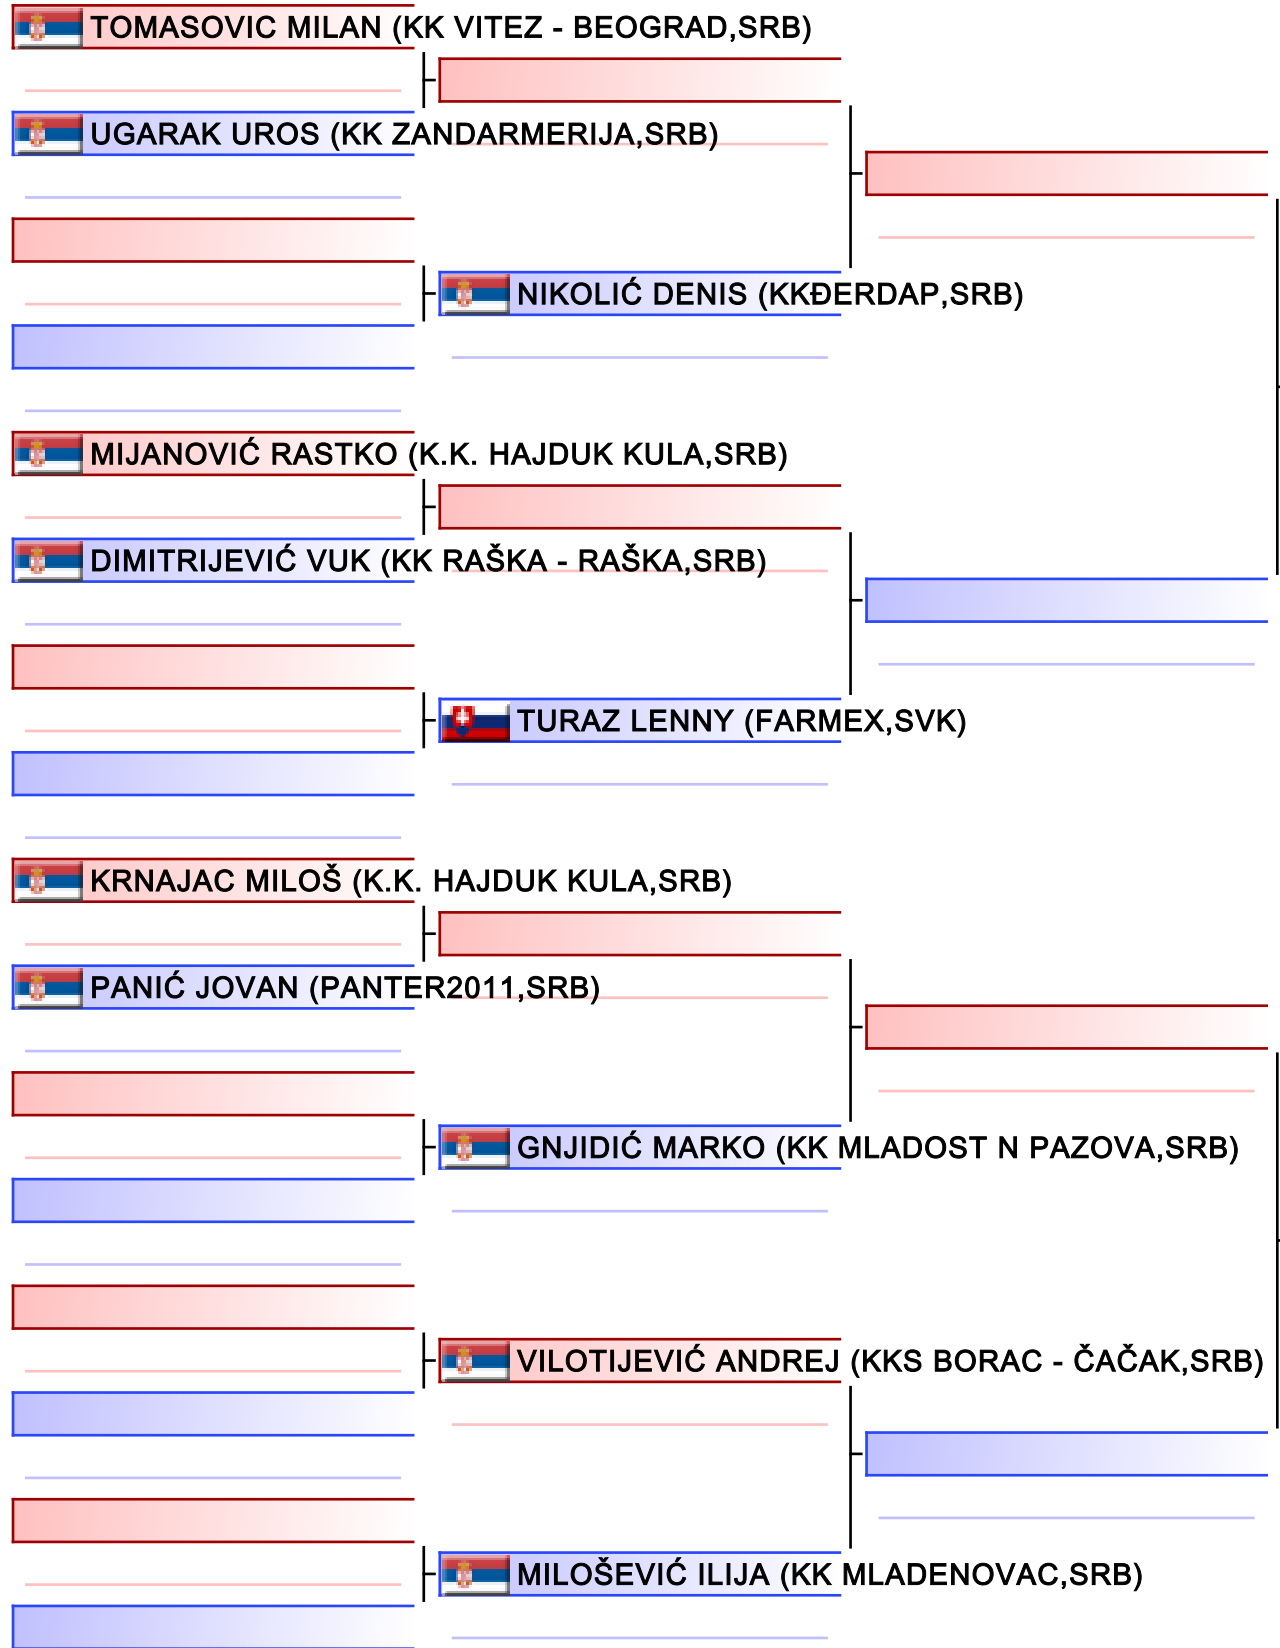 TOMASOVIC MILAN (KK VITEZ - BEOGRAD,SRB)
UGARAK UROS (KK ZANDARMERIJA,SRB)
NIKOLIĆ DENIS (KKĐERDAP,SRB)
MIJANOVIĆ RASTKO (K.K. HAJDUK KULA,SRB)
DIMITRIJEVIĆ VUK (KK RAŠKA - RAŠKA,SRB)
TURAZ LENNY (FARMEX,SVK)
KRNAJAC MILOŠ (K.K. HAJDUK KULA,SRB)
PANIĆ JOVAN (PANTER2011,SRB)
GNJIDIĆ MARKO (KK MLADOST N PAZOVA,SRB)
VILOTIJEVIĆ ANDREJ (KKS BORAC - ČAČAK,SRB)
MILOŠEVIĆ ILIJA (KK MLADENOVAC,SRB)